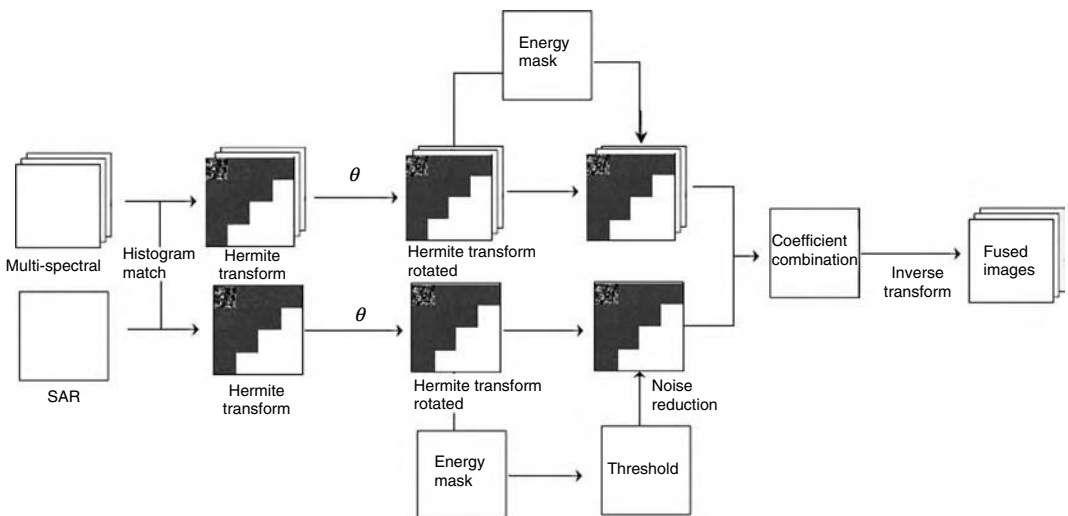 Energy
mask
θ
Multi-spectral
Histogram
match
Hermite
transform
Hermite transform
rotated
Coefficient
combination
Inverse
transform
Fused
images
θ
SAR
Hermite
transform
Hermite transform
rotated
Noise
reduction
Energy
mask
Threshold